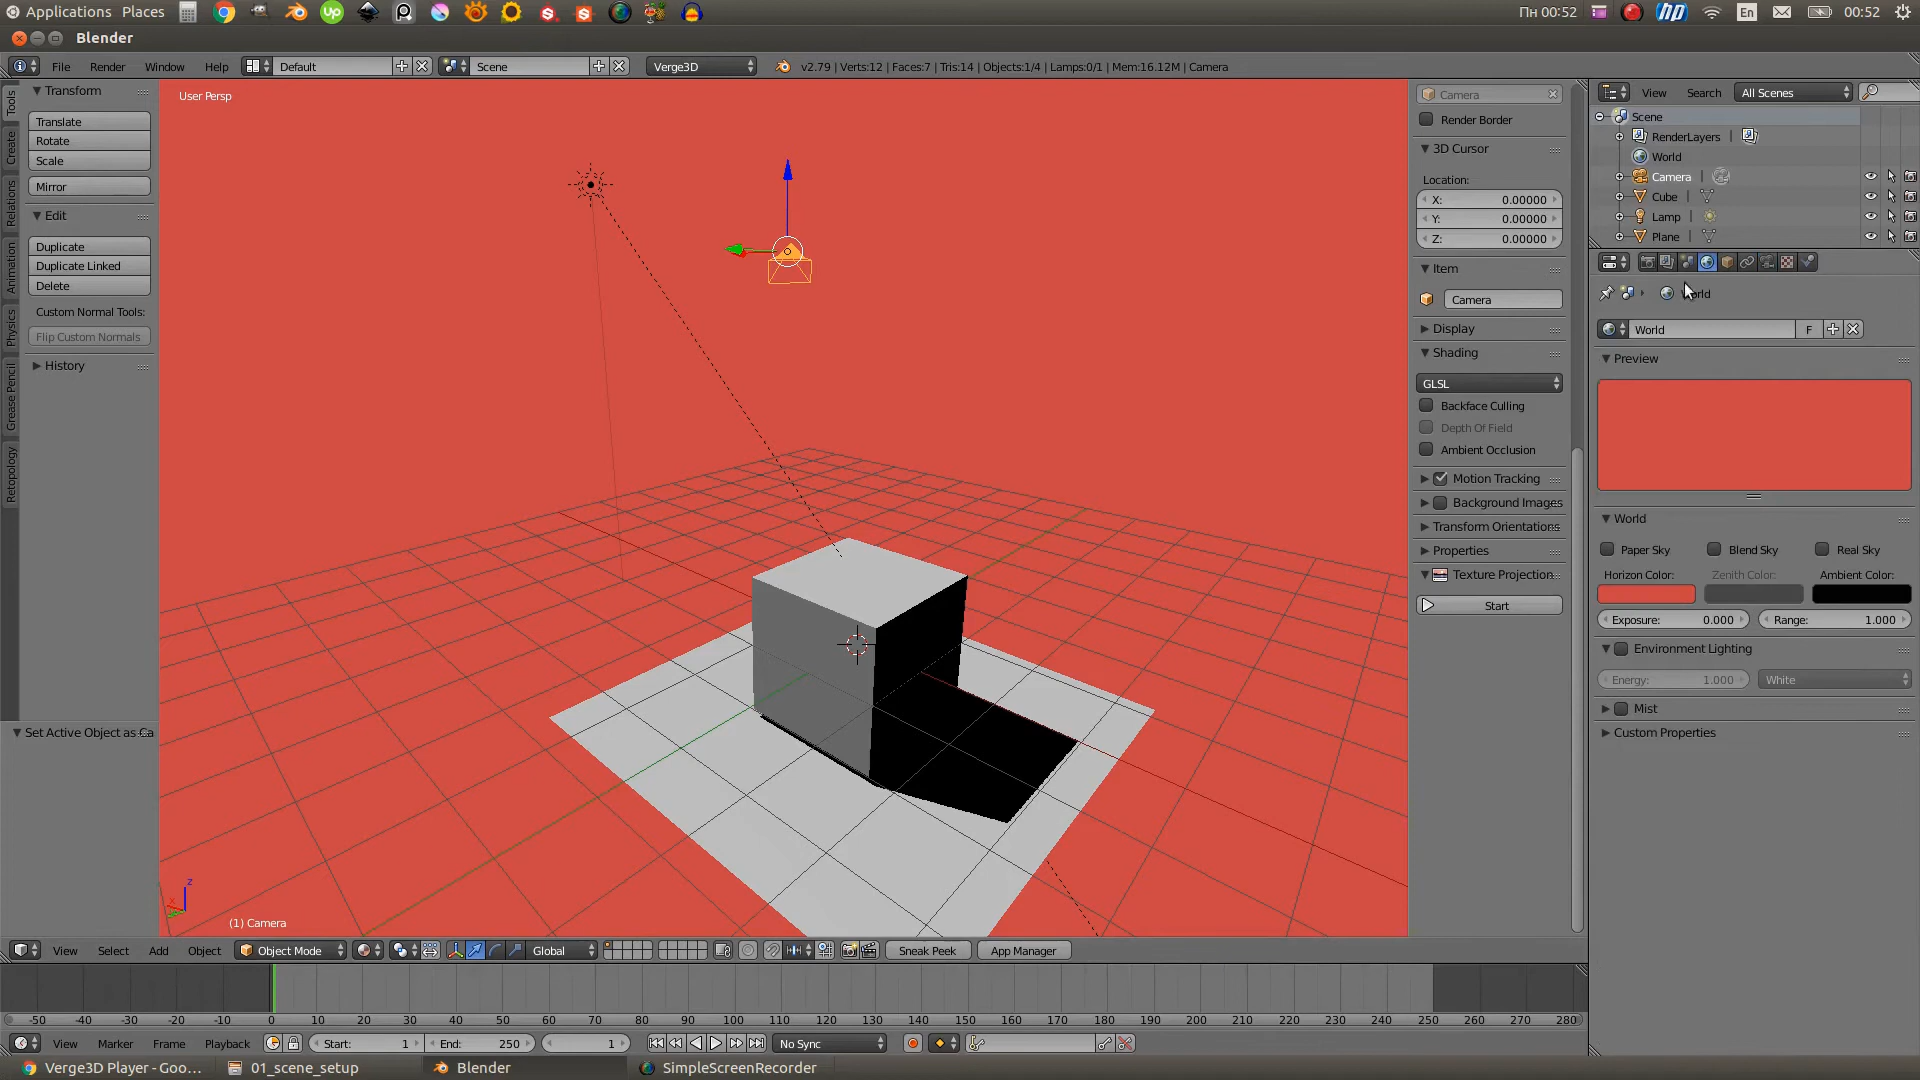 Applications Places
Пн 00:52
hp
En
00:52
Blender
File Render Window Help Default Scene Verge3D v2.79 | Verts:12 | Faces:7 | Tris:14 | Objects:1/4 | Lamps:0/1 | Mem:16.12M | Camera
Tools
Create
Relations
Animation
Physics
Grease Pencil
Retopology
Transform
Translate
Rotate
Scale
Mirror
Edit
Duplicate
Duplicate Linked
Delete
Custom Normal Tools:
Flip Custom Normals
History
Set Active Object as Ca
User Persp
(1) Camera
z
x
Camera
Render Border
3D Cursor
Location:
X: 0.00000
Y: 0.00000
Z: 0.00000
Item
Camera
Display
Shading
GLSL
Backface Culling
Depth Of Field
Ambient Occlusion
Motion Tracking
Background Images
Transform Orientations
Properties
Texture Projection
Start
View Search All Scenes
Scene
RenderLayers
World
Camera
Cube
Lamp
Plane
World
F
Preview
World
Paper Sky Blend Sky Real Sky
Horizon Color: Zenith Color: Ambient Color:
Exposure: 0.000 Range: 1.000
Environment Lighting
Energy: 1.000 White
Mist
Custom Properties
View Select Add Object Object Mode Global Sneak Peek App Manager
-50 -40 -30 -20 -10 0 10 20 30 40 50 60 70 80 90 100 110 120 130 140 150 160 170 180 190 200 210 220 230 240 250 260 270 280
View Marker Frame Playback Start: 1 End: 250 1 No Sync
Verge3D Player - Goo... 01_scene_setup Blender SimpleScreenRecorder